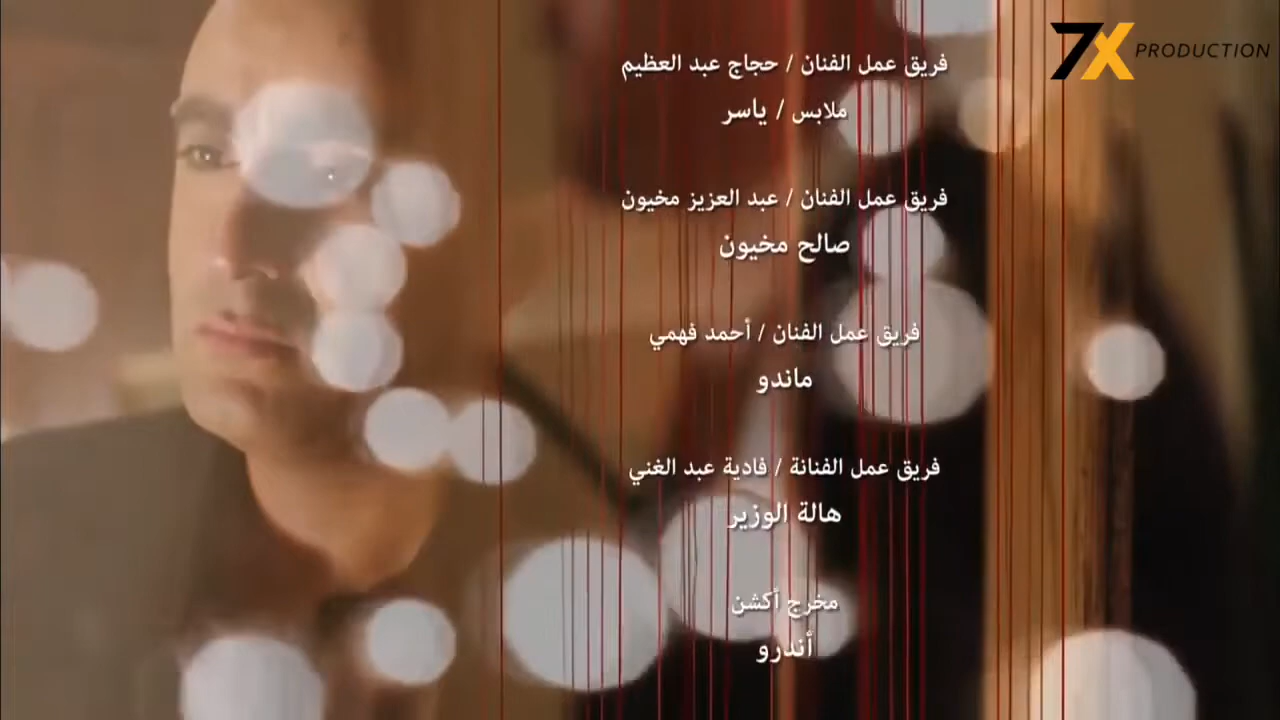 7X PRODUCTION
فريق عمل الفنان / حجاج عبد العظيم
ملابس / ياسر
فريق عمل الفنان / عبد العزيز مخيون
صالح مخيون
فريق عمل الفنان / أحمد فهمي
ماندو
فريق عمل الفنانة / فادية عبد الغني
هالة الوزير
مخرج أكشن
أندرو